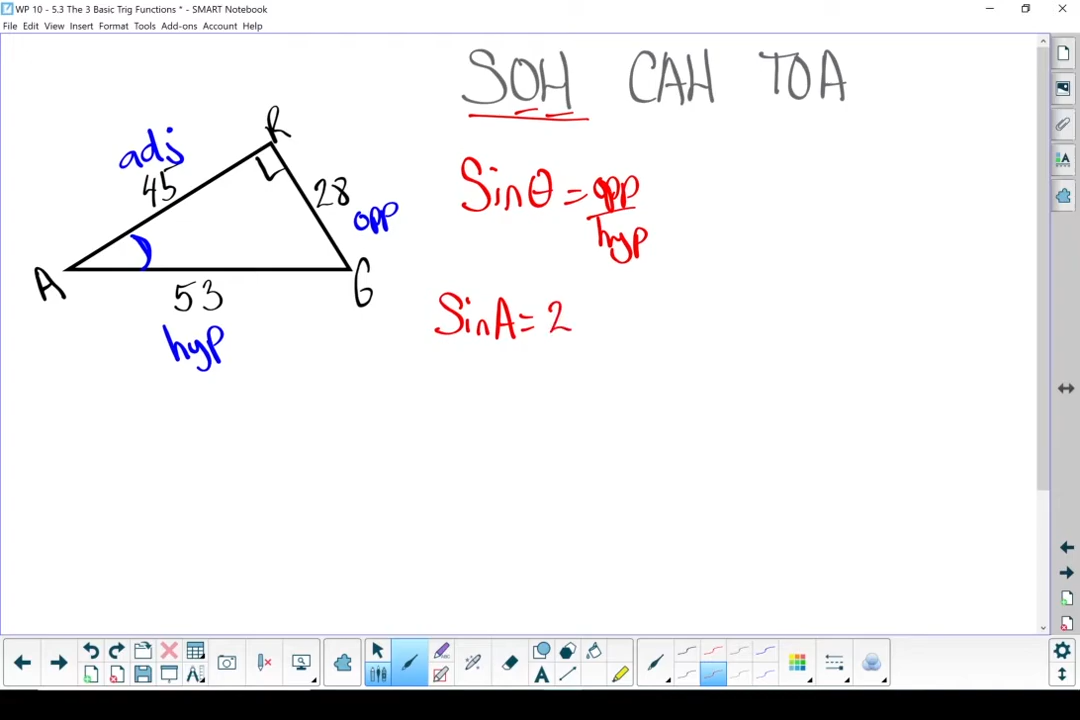 WP 10 - 5.3 The 3 Basic Trig Functions * - SMART Notebook
File Edit View Insert Format Tools Add-ons Account Help
SOH CAH TOA
R
adj
45
28
opp
Sinθ = opp
hyp
A
G
53
hyp
SinA = 2